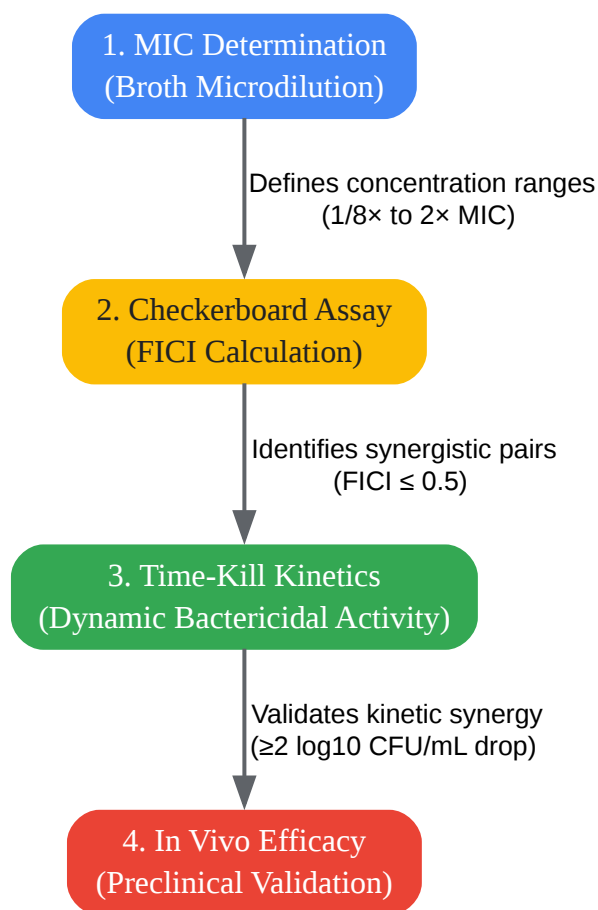 1. MIC Determination
(Broth Microdilution)
Defines concentration ranges
(1/8× to 2× MIC)
2. Checkerboard Assay
(FICI Calculation)
Identifies synergistic pairs
(FICI ≤ 0.5)
3. Time-Kill Kinetics
(Dynamic Bactericidal Activity)
Validates kinetic synergy
(≥2 log10 CFU/mL drop)
4. In Vivo Efficacy
(Preclinical Validation)